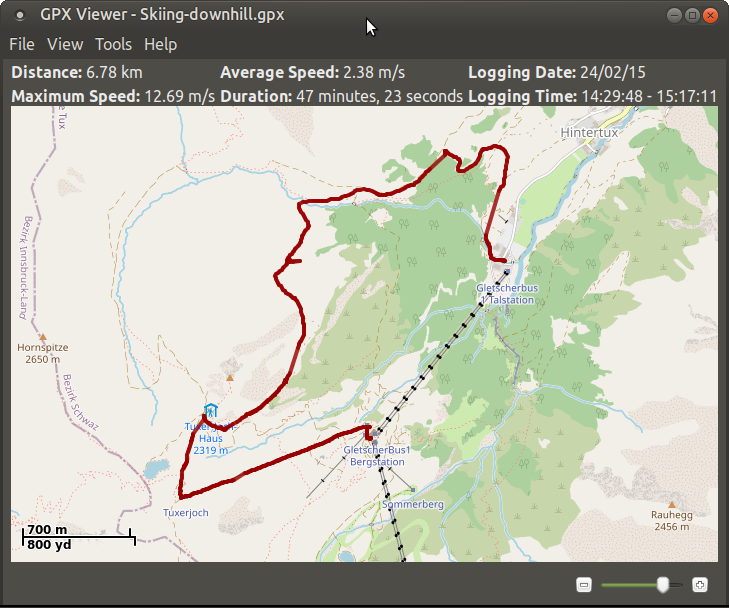 GPX Viewer - Skiing-downhill.gpx
File View Tools Help
Distance: 6.78 km Average Speed: 2.38 m/s Logging Date: 24/02/15
Maximum Speed: 12.69 m/s Duration: 47 minutes, 23 seconds Logging Time: 14:29:48 - 15:17:11
Tux
Hintertux
Bezirk Innsbruck-Land
Gletscherbus
1 Talstation
Hornspitze
2650 m
Bezirk Schwaz
Tuxerjoch-
Haus
2319 m
GletscherBus1
Bergstation
Tuxerjoch
Sommerberg
Rauhegg
2456 m
700 m
800 yd